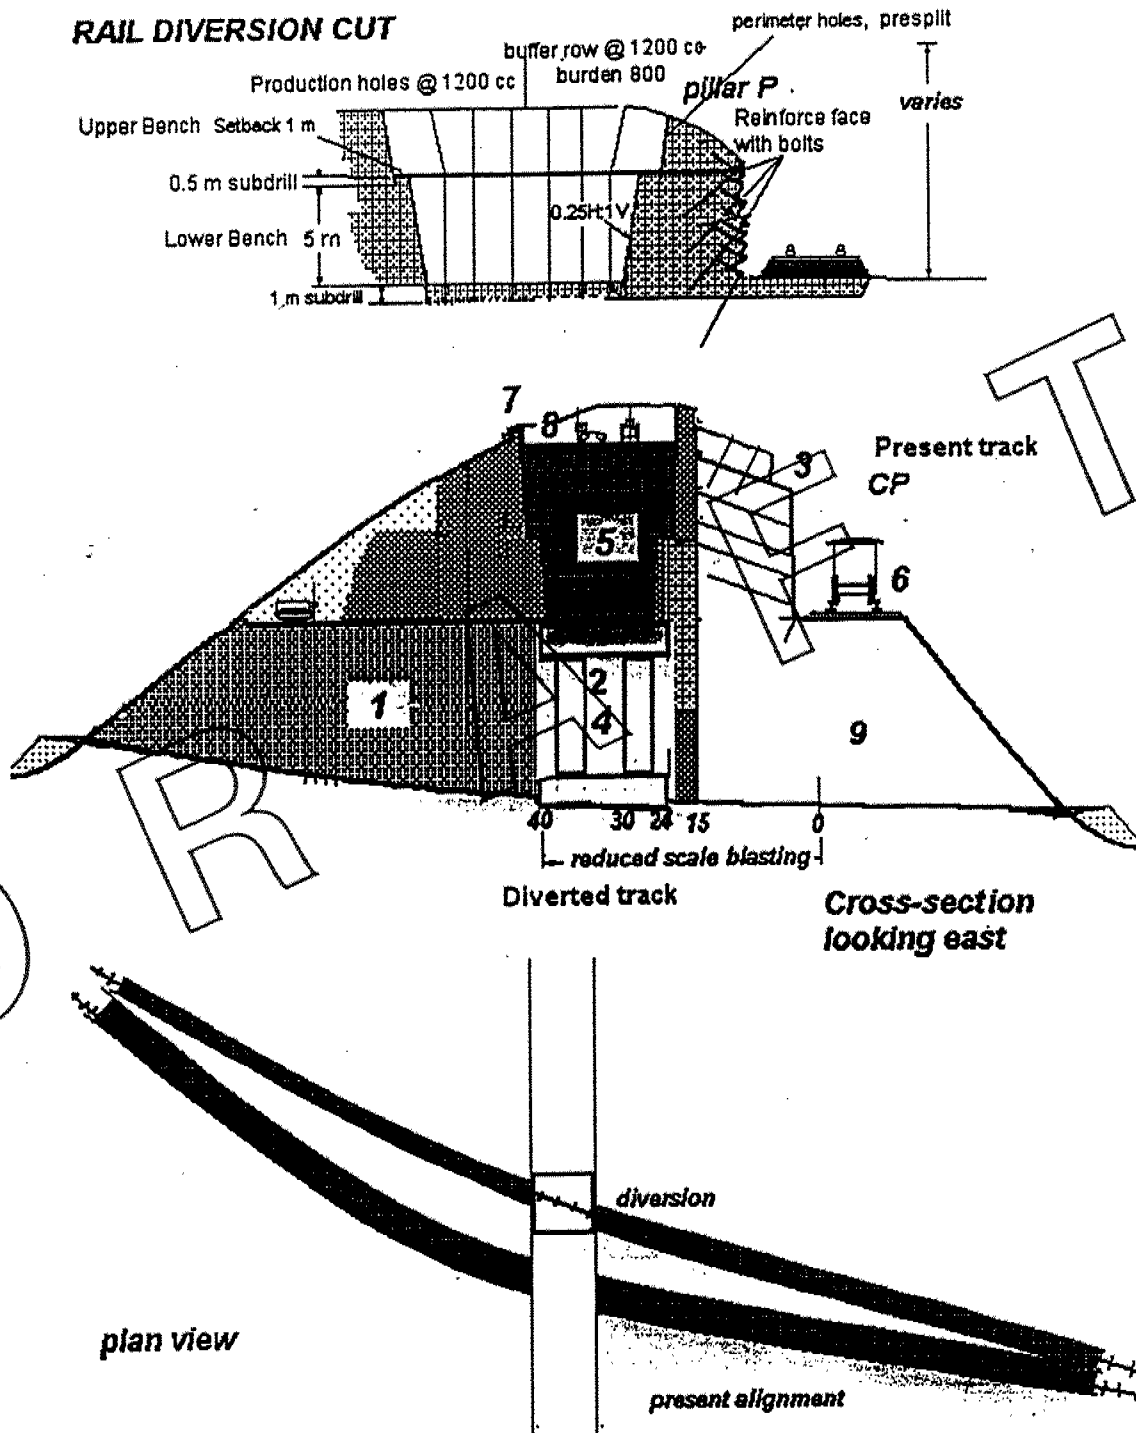 RAIL DIVERSION CUT
perimeter holes, presplit
buffer row @ 1200 cc
burden 800
Production holes @ 1200 cc
pillar P
varies
Reinforce face
with bolts
Upper Bench Setback 1 m
0.5 m subdrill
0.25H:1V
Lower Bench 5 m
1 m subdrill
T
7
8
3
Present track
CP
5
6
2
1
4
9
R
40 30 24 15 0
reduced scale blasting
Diverted track
Cross-section
looking east
diversion
plan view
present alignment